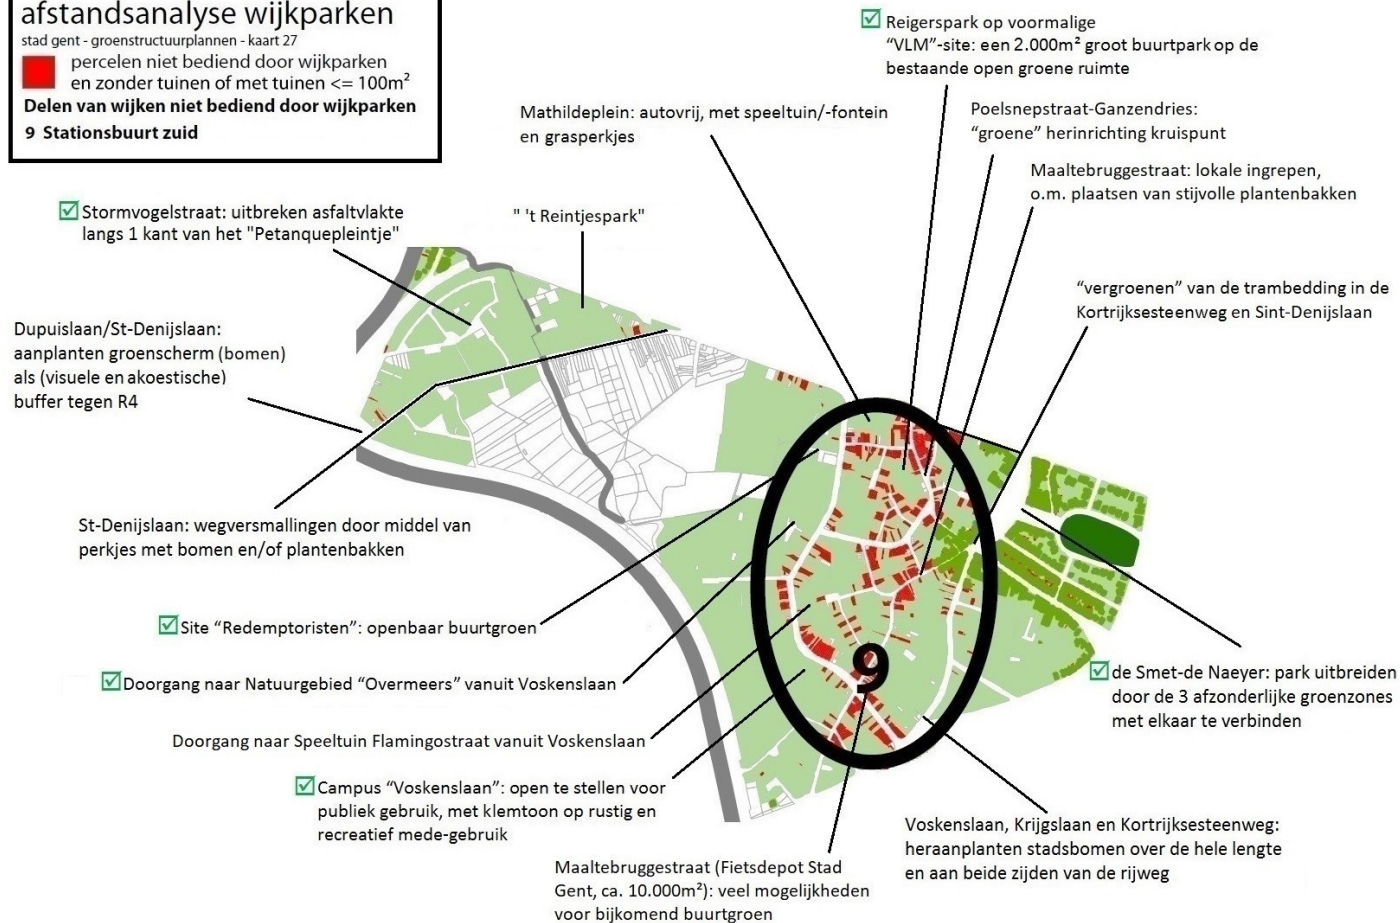 afstandsanalyse wijkparken
stad gent - groenstructuurplannen - kaart 27
percelen niet bediend door wijkparken
en zonder tuinen of met tuinen <= 100m²
Delen van wijken niet bediend door wijkparken
9 Stationsbuurt zuid
Reigerspark op voormalige
“VLM”-site: een 2.000m² groot buurtpark op de
bestaande open groene ruimte
Mathildeplein: autovrij, met speeltuin/-fontein
en grasperkjes
Poelsnepstraat-Ganzendries:
“groene” herinrichting kruispunt
Maaltebruggestraat: lokale ingrepen,
o.m. plaatsen van stijvolle plantenbakken
Stormvogelstraat: uitbreken asfaltvlakte
langs 1 kant van het "Petanquepleintje"
" 't Reintjespark"
“vergroenen” van de trambedding in de
Kortrijksesteenweg en Sint-Denijslaan
Dupuislaan/St-Denijslaan:
aanplanten groenscherm (bomen)
als (visuele en akoestische)
buffer tegen R4
St-Denijslaan: wegversmallingen door middel van
perkjes met bomen en/of plantenbakken
Site “Redemptoristen”: openbaar buurtgroen
9
Doorgang naar Natuurgebied “Overmeers” vanuit Voskenslaan
de Smet-de Naeyer: park uitbreiden
door de 3 afzonderlijke groenzones
met elkaar te verbinden
Doorgang naar Speeltuin Flamingostraat vanuit Voskenslaan
Campus “Voskenslaan”: open te stellen voor
publiek gebruik, met klemtoon op rustig en
recreatief mede-gebruik
Voskenslaan, Krijgslaan en Kortrijksesteenweg:
heraanplanten stadsbomen over de hele lengte
en aan beide zijden van de rijweg
Maaltebruggestraat (Fietsdepot Stad
Gent, ca. 10.000m²): veel mogelijkheden
voor bijkomend buurtgroen